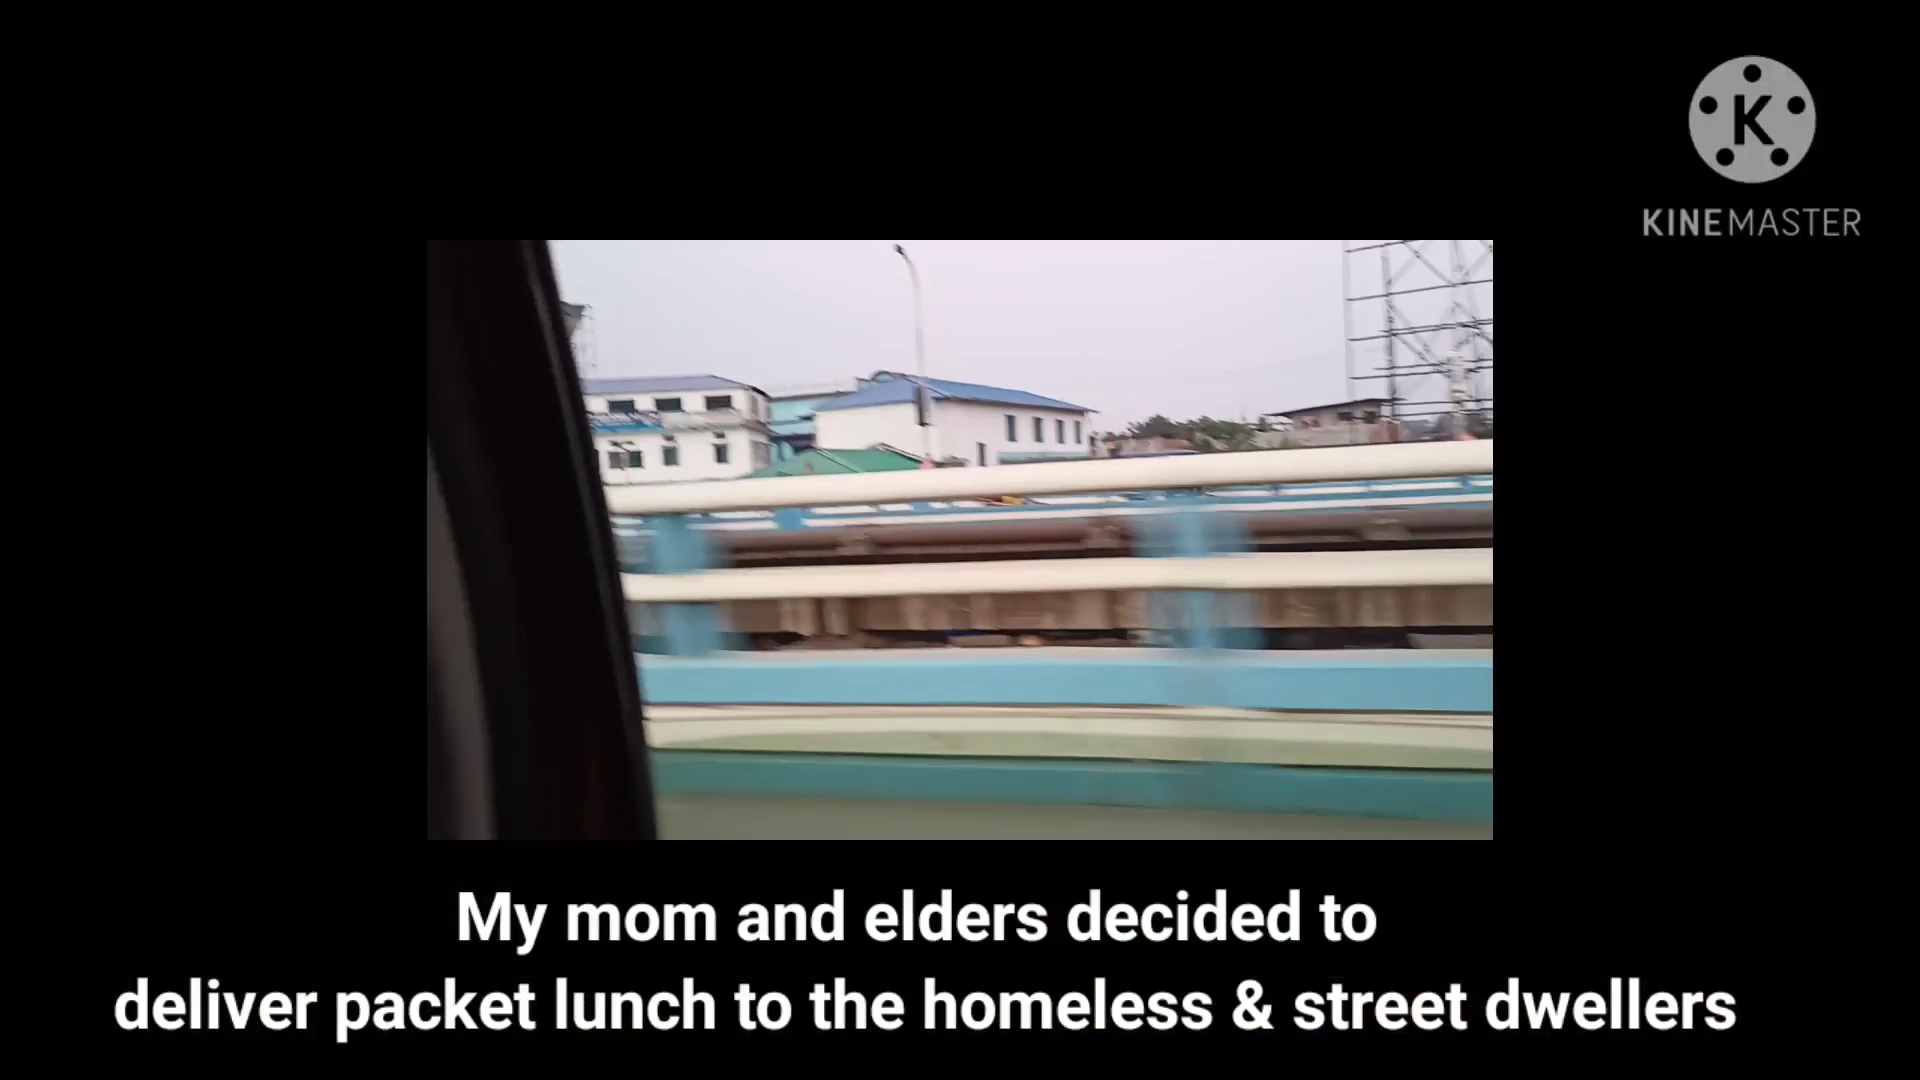 K
KINEMASTER
My mom and elders decided to
deliver packet lunch to the homeless & street dwellers